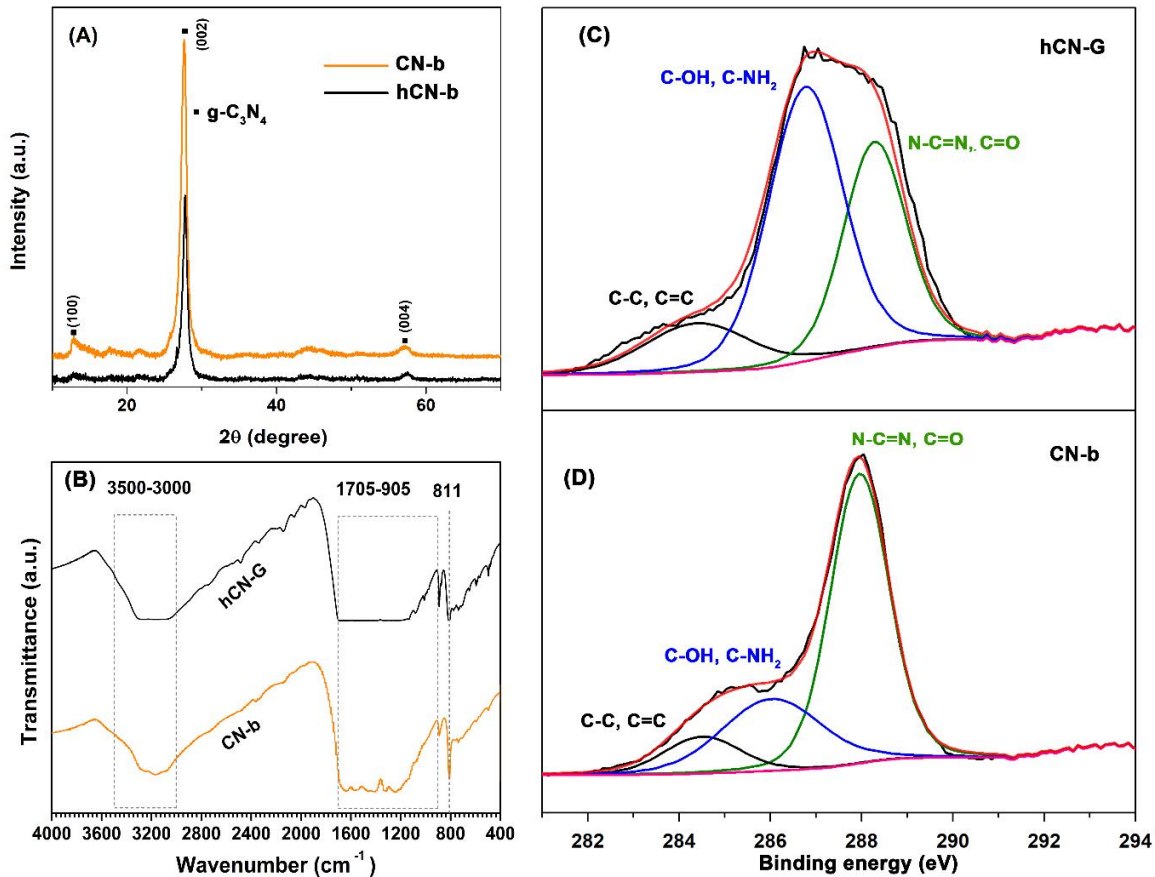 (A)
(002)
CN-b
hCN-b
g-C₃N₄
(100)
(004)
Intensity (a.u.)
20
40
60
2θ (degree)
(B)
3500-3000
1705-905
811
hCN-G
CN-b
Transmittance (a.u.)
4000 3600 3200 2800 2400 2000 1600 1200 800 400
Wavenumber (cm⁻¹)
(C)
hCN-G
C-OH, C-NH₂
N-C=N, C=O
C-C, C=C
(D)
CN-b
N-C=N, C=O
C-OH, C-NH₂
C-C, C=C
282 284 286 288 290 292 294
Binding energy (eV)